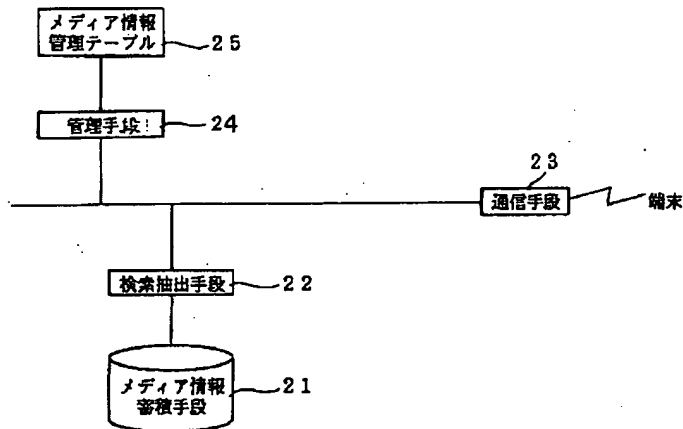 メディア情報
管理テーブル
25
管理手段
24
23
通信手段
端末
検索抽出手段
22
メディア情報
蓄積手段
21